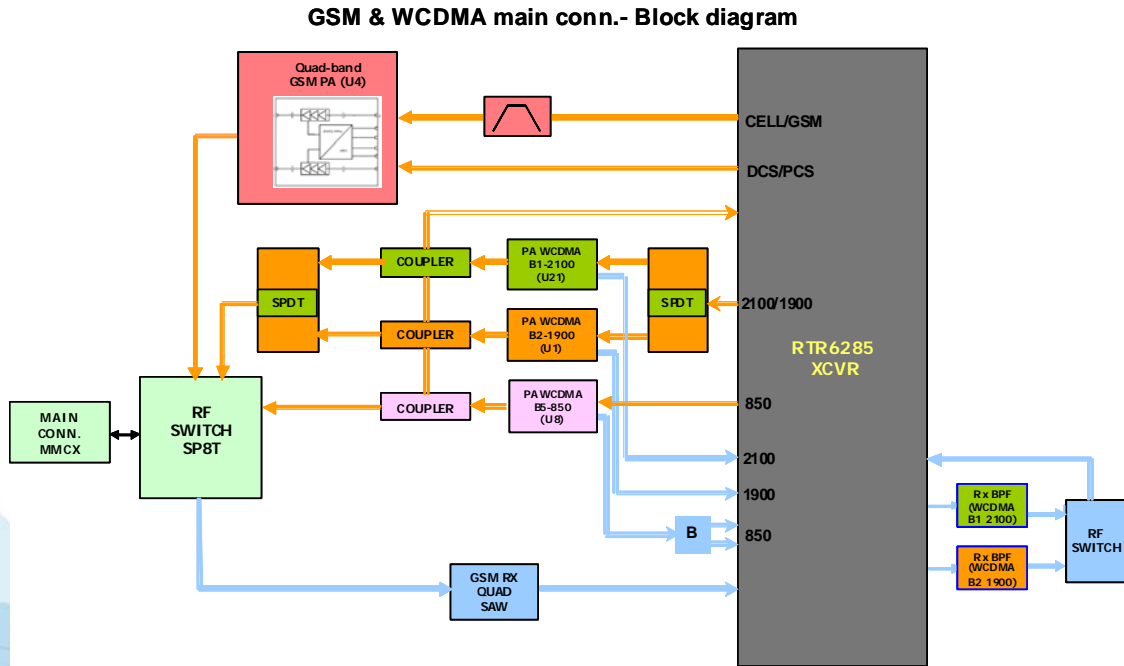 GSM & WCDMA main conn.- Block diagram
Quad-band
GSM PA (U4)
CELL/GSM
DCS/PCS
COUPLER
PA WCDMA
B1-2100
(U21)
SPDT
SPDT
2100/1900
COUPLER
PA WCDMA
B2-1900
(U1)
RTR6285
XCVR
COUPLER
PA WCDMA
B5-850
(U8)
850
MAIN
CONN.
MMCX
RF
SWITCH
SP8T
2100
1900
B
850
Rx BPF
(WCDMA
B1 2100)
RF
SWITCH
Rx BPF
(WCDMA
B2 1900)
GSM RX
QUAD
SAW